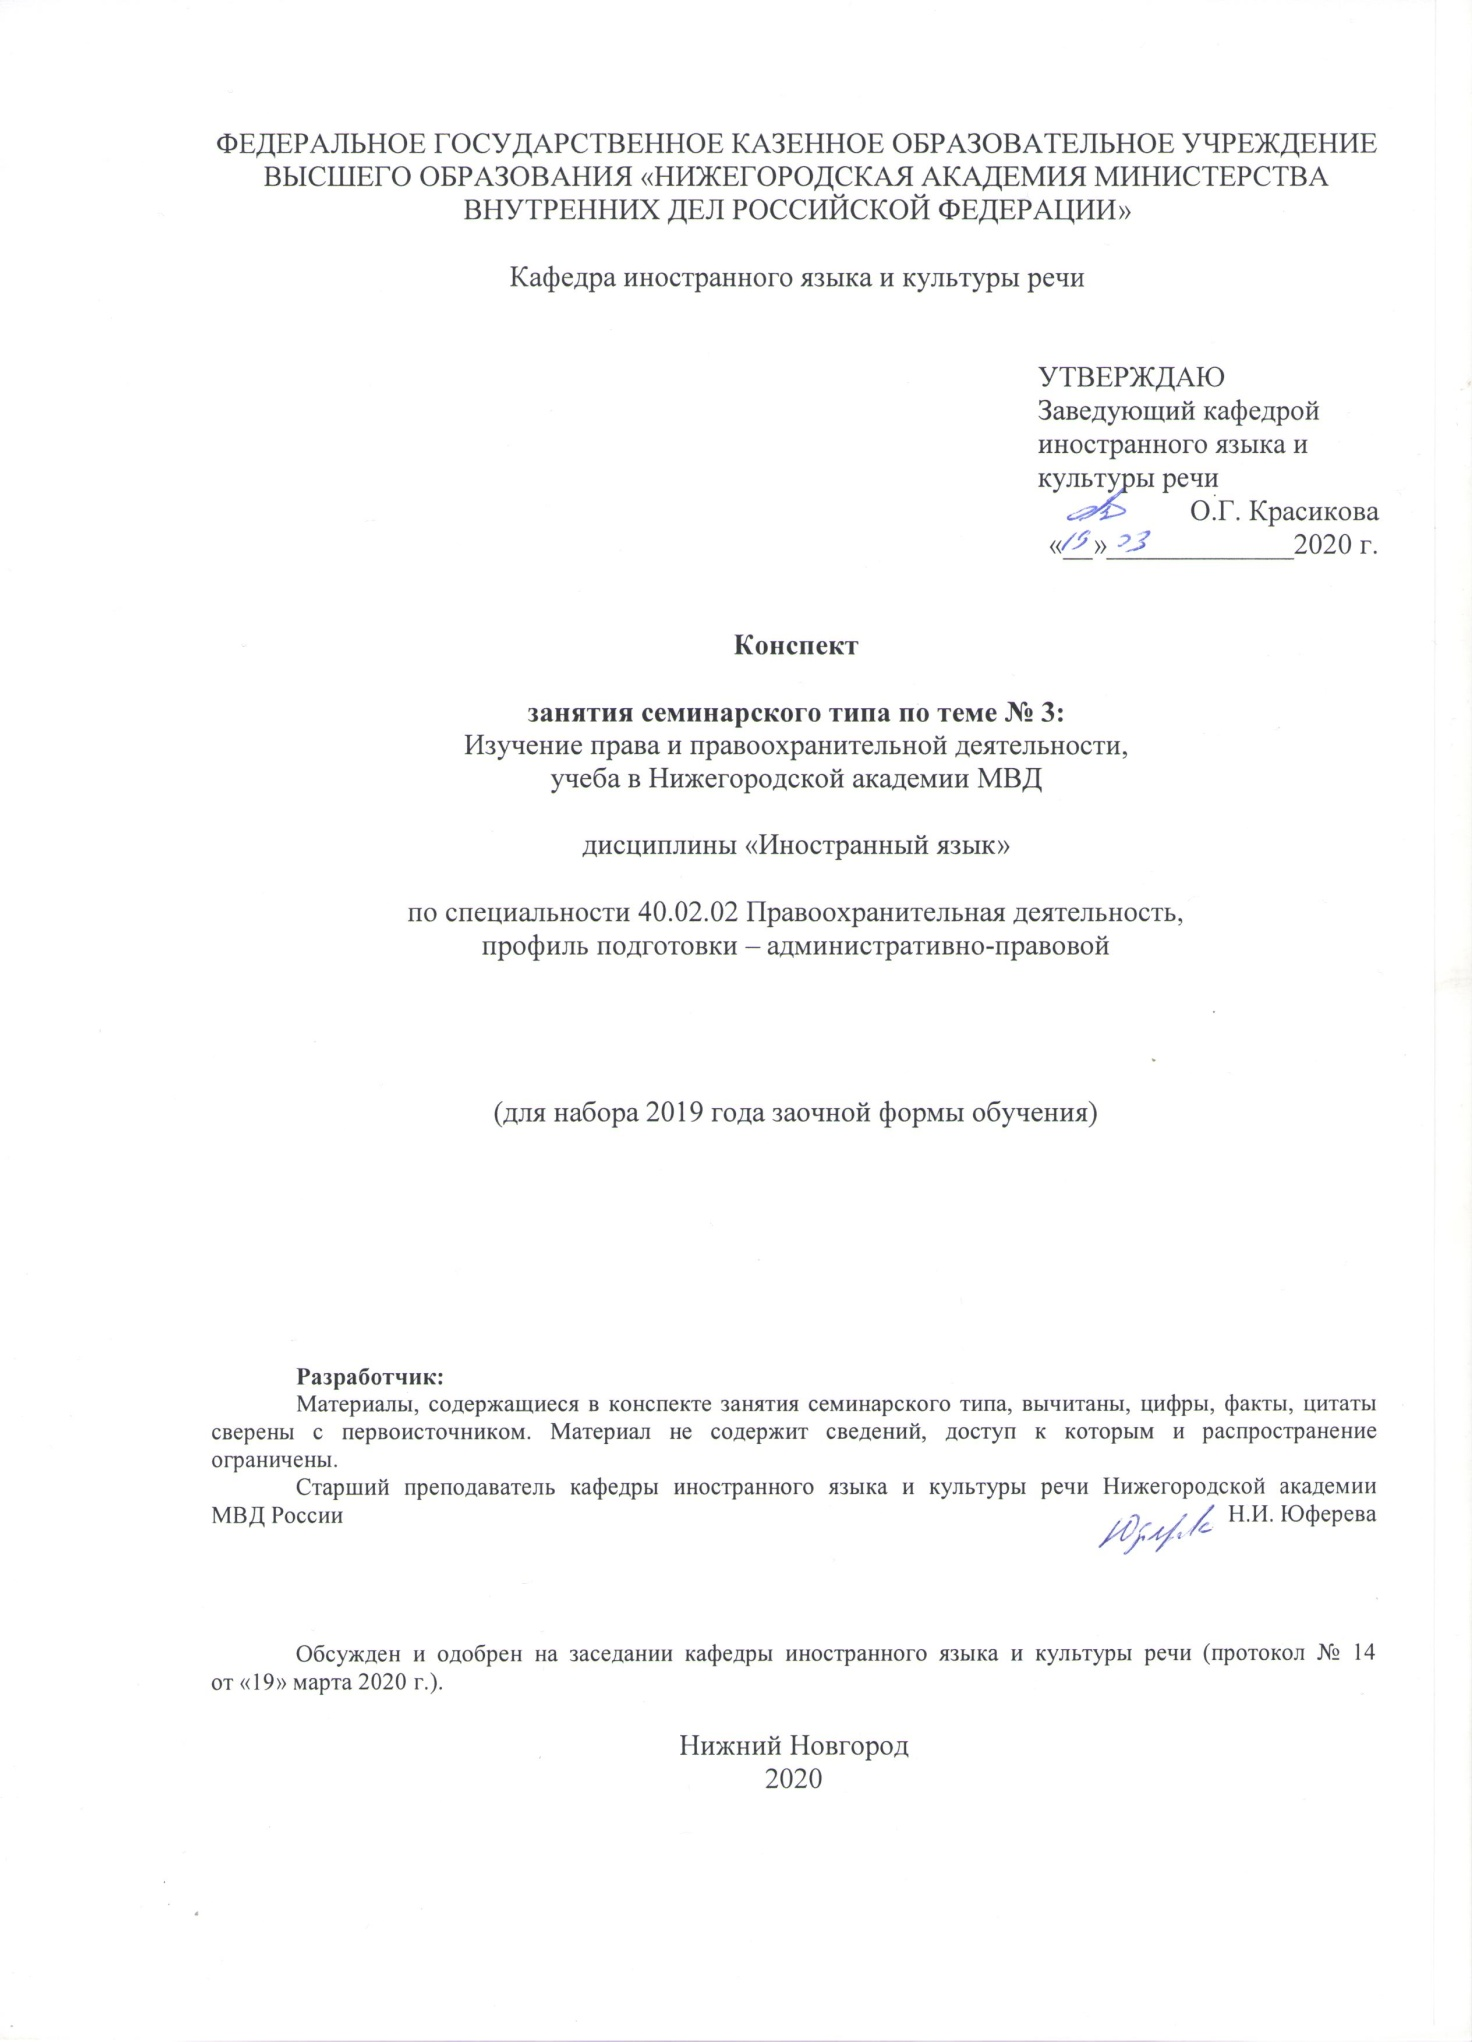 ФЕДЕРАЛЬНОЕ ГОСУДАРСТВЕННОЕ КАЗЕННОЕ ОБРАЗОВАТЕЛЬНОЕ УЧРЕЖДЕНИЕ
ВЫСШЕГО ОБРАЗОВАНИЯ «НИЖЕГОРОДСКАЯ АКАДЕМИЯ МИНИСТЕРСТВА
ВНУТРЕННИХ ДЕЛ РОССИЙСКОЙ ФЕДЕРАЦИИ»
Кафедра иностранного языка и культуры речи
УТВЕРЖДАЮ
Заведующий кафедрой
иностранного языка и
культуры речи
О.Г. Красикова
«19» 03 2020 г.
Конспект
занятия семинарского типа по теме № 3:
Изучение права и правоохранительной деятельности,
учеба в Нижегородской академии МВД
дисциплины «Иностранный язык»
по специальности 40.02.02 Правоохранительная деятельность,
профиль подготовки – административно-правовой
(для набора 2019 года заочной формы обучения)
Разработчик:
Материалы, содержащиеся в конспекте занятия семинарского типа, вычитаны, цифры, факты, цитаты
сверены с первоисточником. Материал не содержит сведений, доступ к которым и распространение
ограничены.
Старший преподаватель кафедры иностранного языка и культуры речи Нижегородской академии
МВД России Н.И. Юферева
Обсужден и одобрен на заседании кафедры иностранного языка и культуры речи (протокол № 14
от «19» марта 2020 г.).
Нижний Новгород
2020